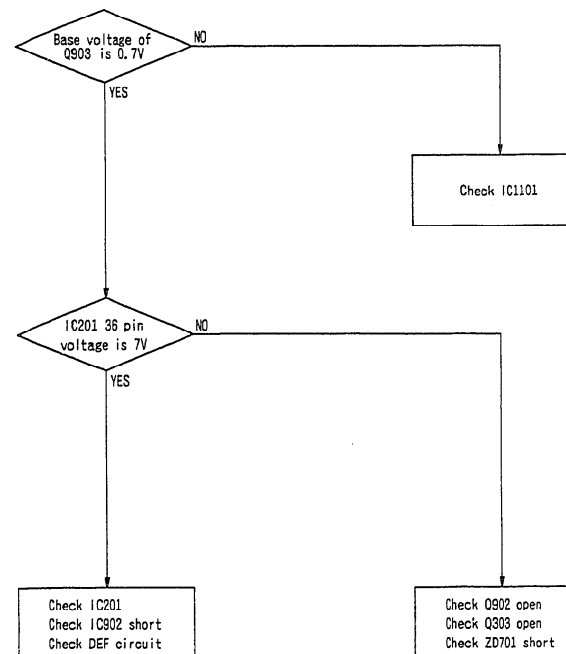 Base voltage of
Q903 is 0.7V
NO
YES
Check IC1101
IC201 36 pin
voltage is 7V
NO
YES
Check IC201
Check IC902 short
Check DEF circuit
Check Q902 open
Check Q303 open
Check ZD701 short